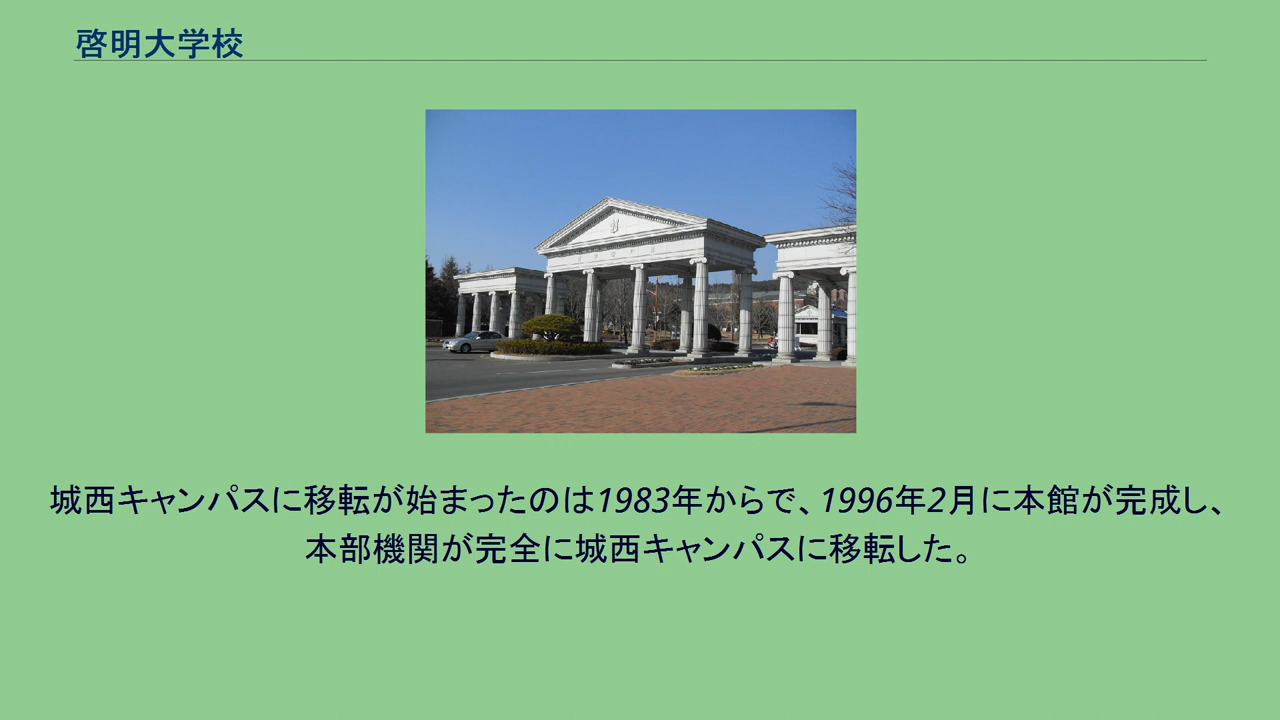 啓明大学校
城西キャンパスに移転が始まったのは1983年からで、1996年2月に本館が完成し、
本部機関が完全に城西キャンパスに移転した。